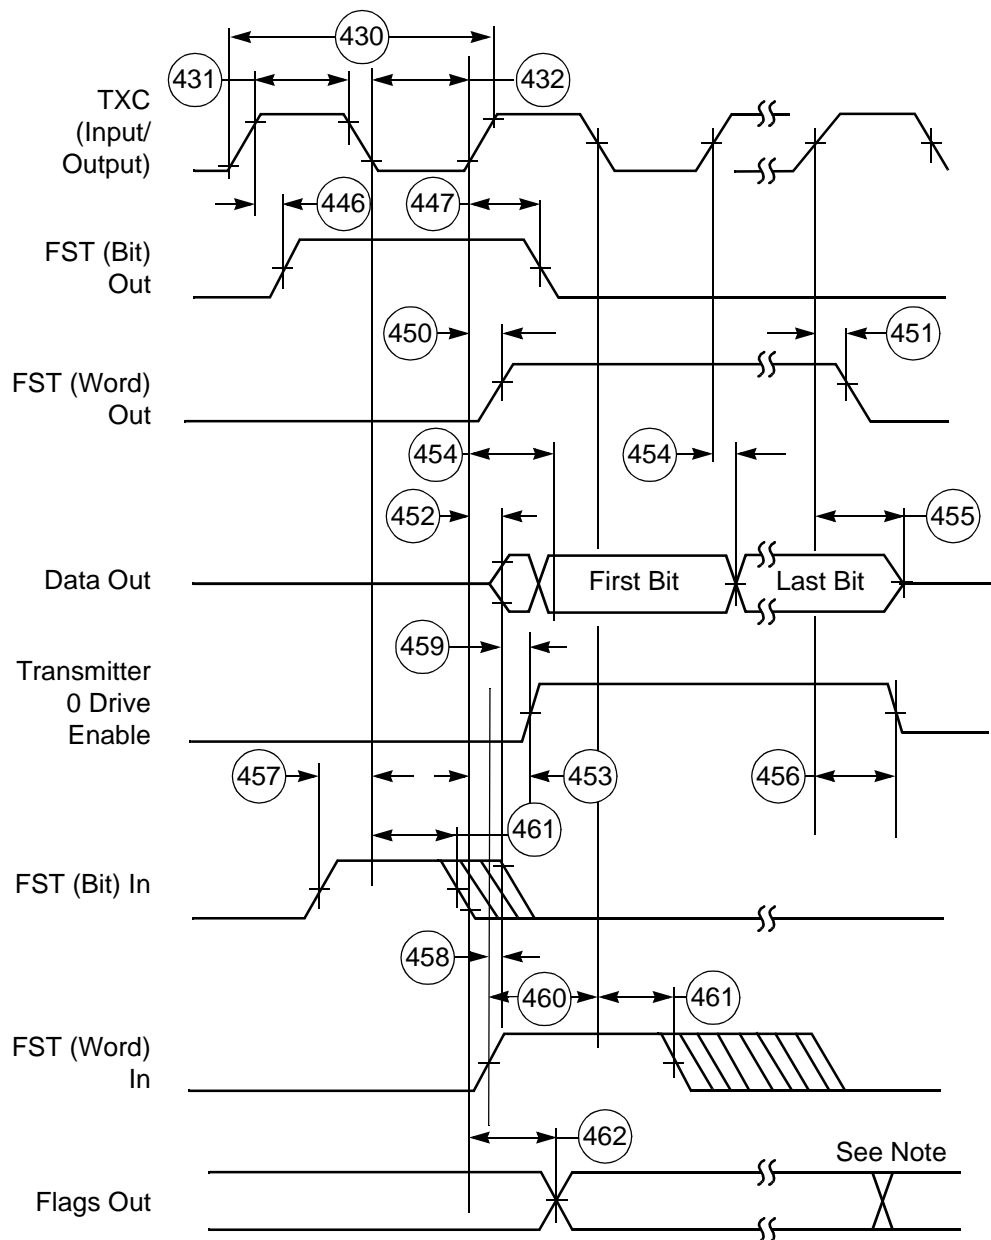 430
431
432
TXC
(Input/
Output)
446
447
FST (Bit)
Out
450
451
FST (Word)
Out
454
454
452
455
Data Out
First Bit
Last Bit
459
Transmitter
0 Drive
Enable
457
453
456
461
FST (Bit) In
458
460
461
FST (Word)
In
462
See Note
Flags Out